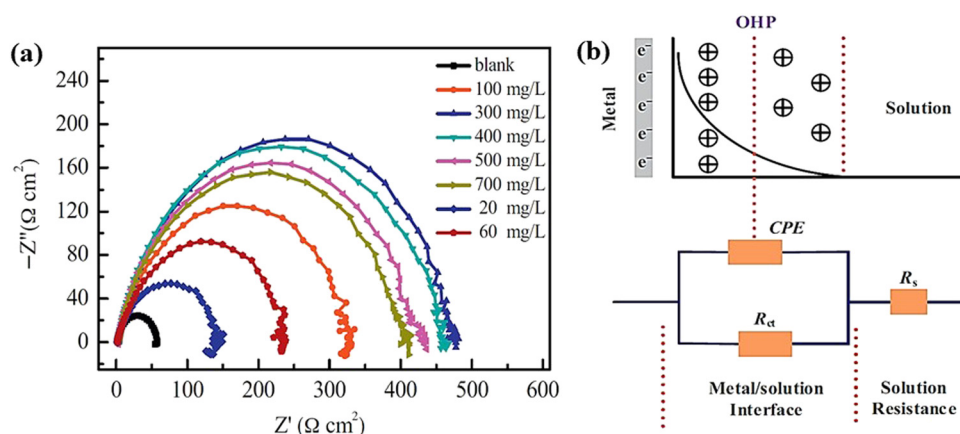 (a)
−Z"(Ω cm²)
240
200
160
120
80
40
0
0
100
200
300
400
500
600
Z' (Ω cm²)
blank
100 mg/L
300 mg/L
400 mg/L
500 mg/L
700 mg/L
20 mg/L
60 mg/L
(b)
OHP
Metal
e⁻
e⁻
e⁻
e⁻
e⁻
Solution
CPE
Rct
Rs
Metal/solution
Interface
Solution
Resistance